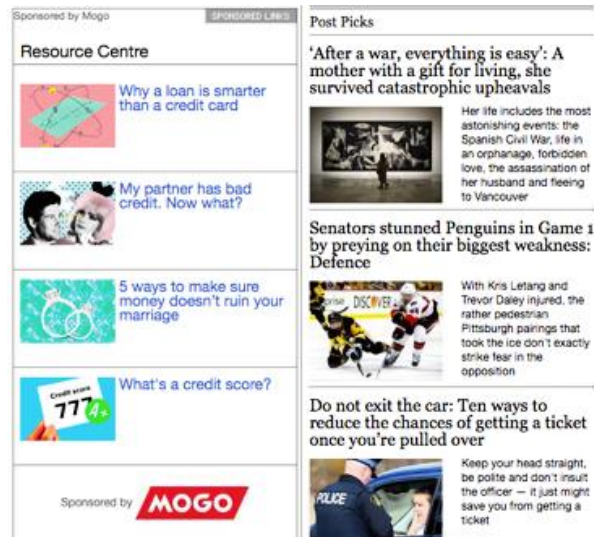 Sponsored by Mogo
SPONSORED LINKS
Resource Centre
Why a loan is smarter
than a credit card
My partner has bad
credit. Now what?
5 ways to make sure
money doesn't ruin your
marriage
Credit score
777
A+
What's a credit score?
Sponsored by
MOGO
Post Picks
‘After a war, everything is easy’: A
mother with a gift for living, she
survived catastrophic upheavals
Her life includes the most
astonishing events: the
Spanish Civil War, life in
an orphanage, forbidden
love, the assassination of
her husband and fleeing
to Vancouver
Senators stunned Penguins in Game 1
by preying on their biggest weakness:
Defence
prise DISCOVER
With Kris Letang and
Trevor Daley injured, the
rather pedestrian
Pittsburgh pairings that
took the ice don't exactly
strike fear in the
opposition
Do not exit the car: Ten ways to
reduce the chances of getting a ticket
once you’re pulled over
POLICE
Keep your head straight,
be polite and don't insult
the officer — it just might
save you from getting a
ticket